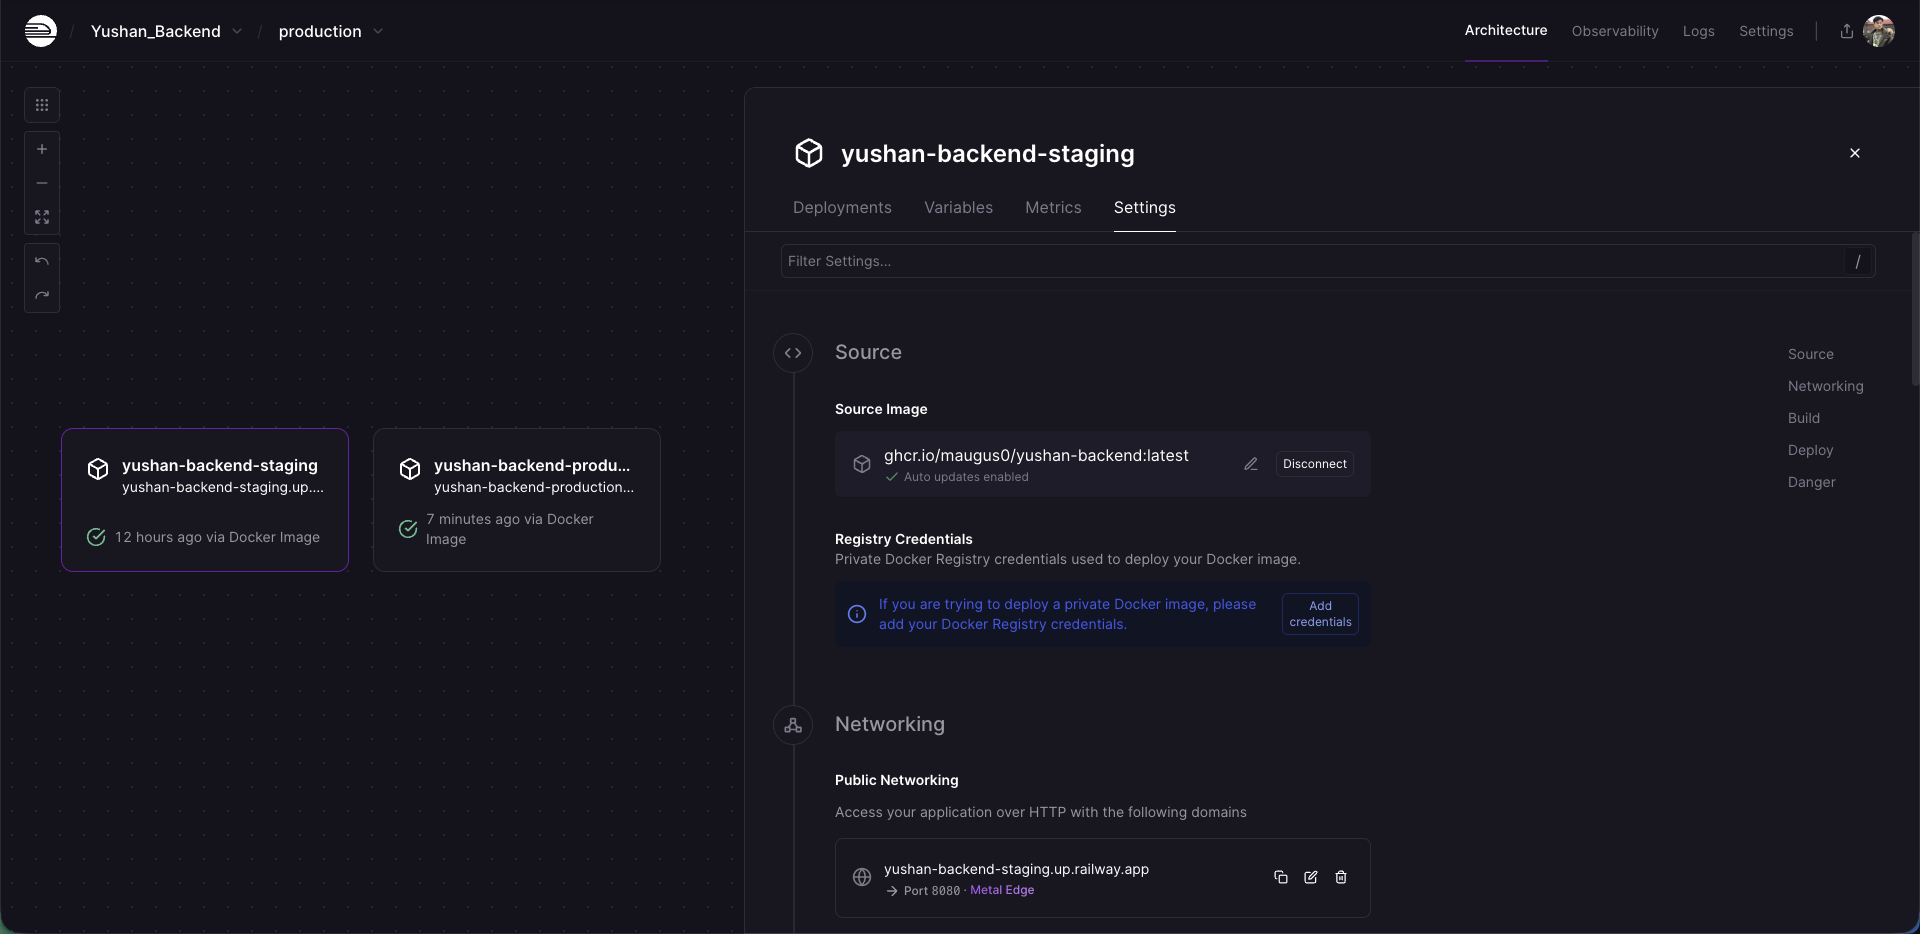 Yushan_Backend
production
Architecture
Observability
Logs
Settings
yushan-backend-staging
Deployments
Variables
Metrics
Settings
Filter Settings...
/
Source
Source
Networking
Build
Deploy
Danger
Source Image
ghcr.io/maugus0/yushan-backend:latest
Auto updates enabled
Disconnect
yushan-backend-staging
yushan-backend-staging.up....
12 hours ago via Docker Image
yushan-backend-produ...
yushan-backend-production...
7 minutes ago via Docker
Image
Registry Credentials
Private Docker Registry credentials used to deploy your Docker image.
If you are trying to deploy a private Docker image, please
add your Docker Registry credentials.
Add
credentials
Networking
Public Networking
Access your application over HTTP with the following domains
yushan-backend-staging.up.railway.app
Port 8080 · Metal Edge